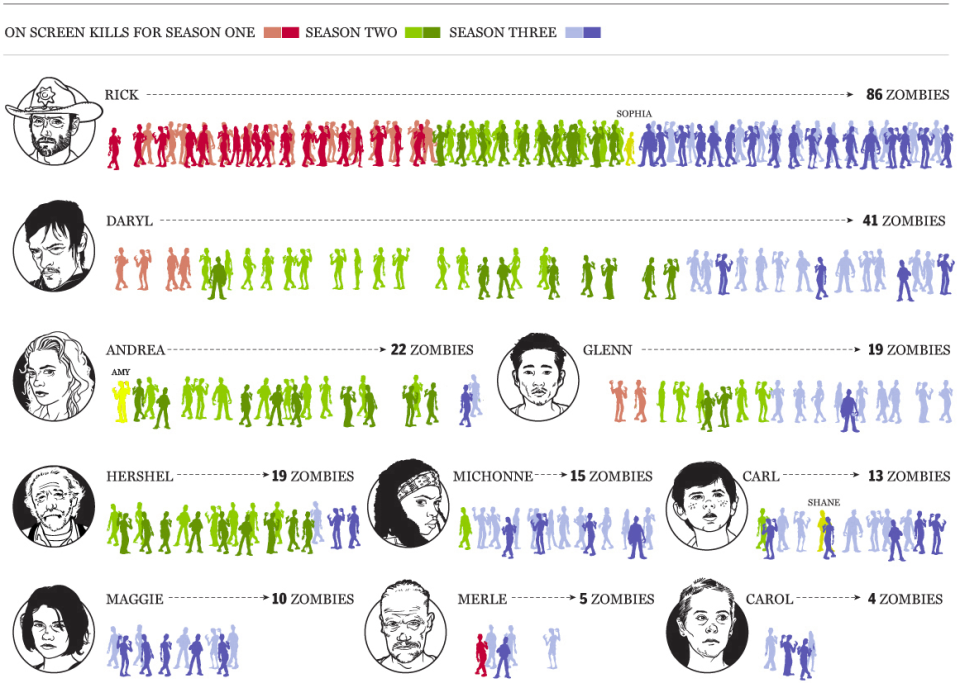 ON SCREEN KILLS FOR SEASON ONE SEASON TWO SEASON THREE
RICK 86 ZOMBIES
SOPHIA
DARYL 41 ZOMBIES
ANDREA 22 ZOMBIES
AMY
GLENN 19 ZOMBIES
HERSHEL 19 ZOMBIES
MICHONNE 15 ZOMBIES
CARL 13 ZOMBIES
SHANE
MAGGIE 10 ZOMBIES
MERLE 5 ZOMBIES
CAROL 4 ZOMBIES